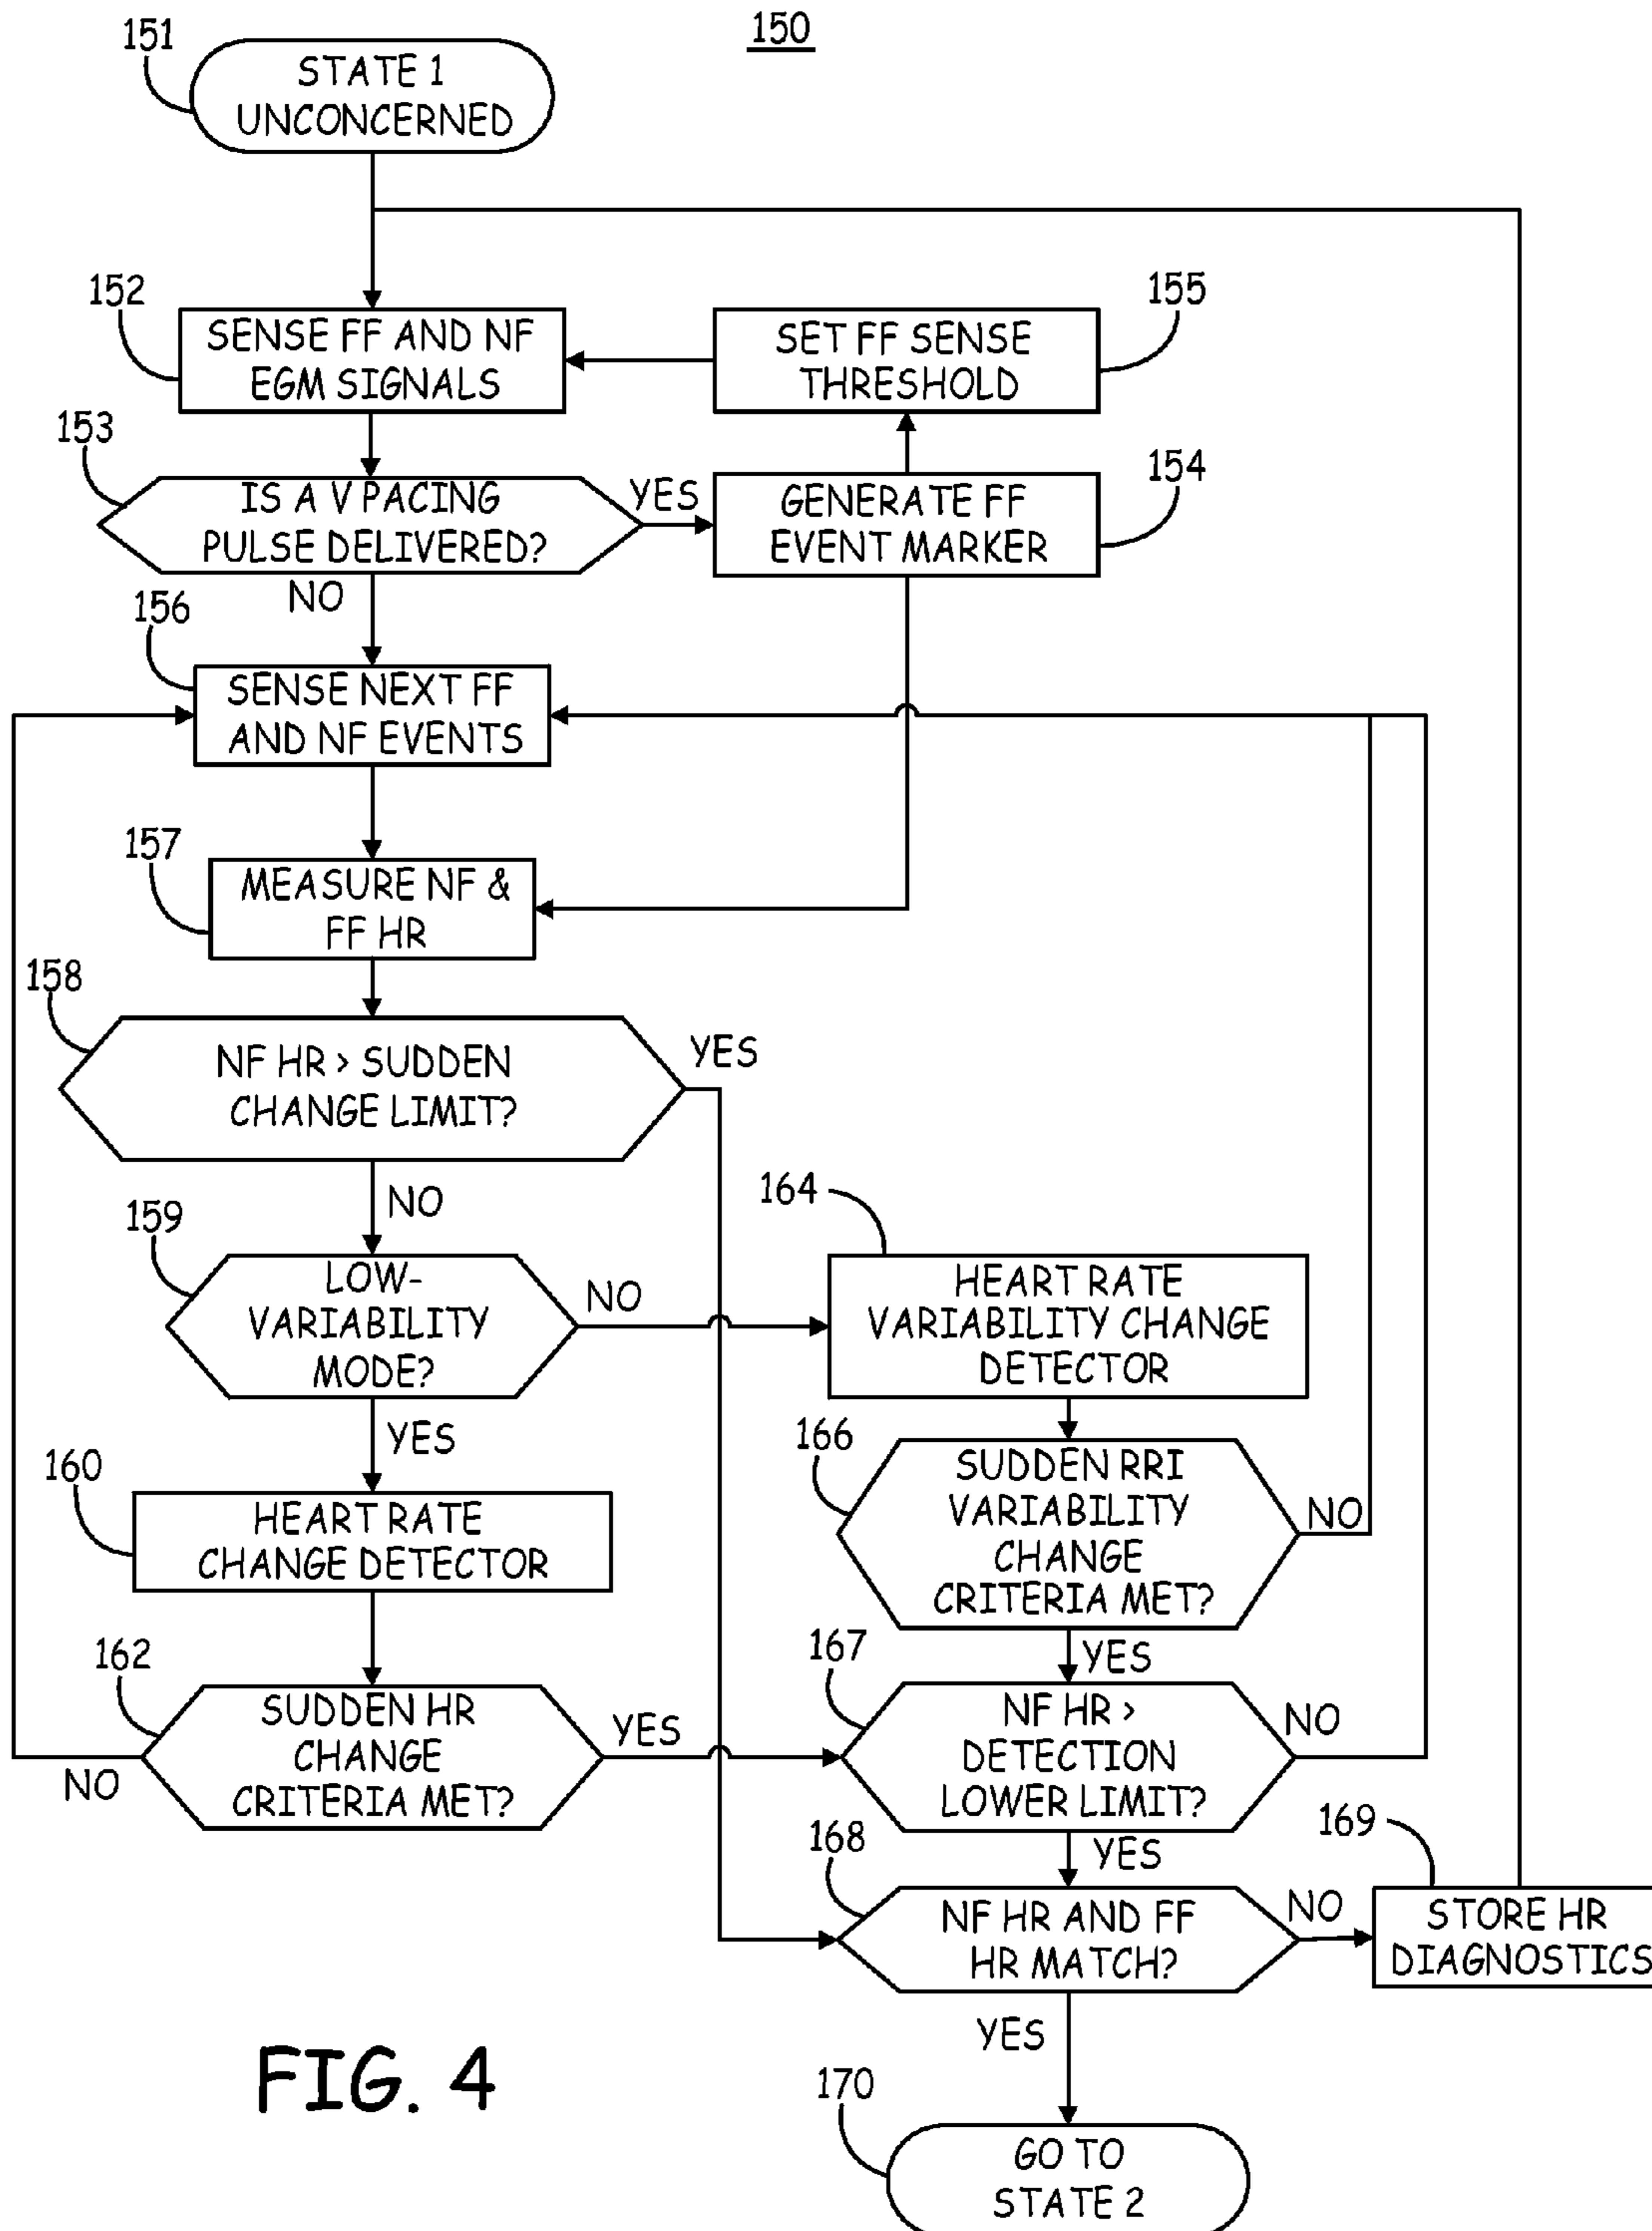 150
151
STATE 1
UNCONCERNED
152
SENSE FF AND NF
EGM SIGNALS
155
SET FF SENSE
THRESHOLD
153
IS A V PACING
PULSE DELIVERED?
YES
NO
154
GENERATE FF
EVENT MARKER
156
SENSE NEXT FF
AND NF EVENTS
157
MEASURE NF &
FF HR
158
NF HR > SUDDEN
CHANGE LIMIT?
YES
NO
159
LOW-
VARIABILITY
MODE?
NO
YES
164
HEART RATE
VARIABILITY CHANGE
DETECTOR
160
HEART RATE
CHANGE DETECTOR
166
SUDDEN RRI
VARIABILITY
CHANGE
CRITERIA MET?
NO
YES
162
SUDDEN HR
CHANGE
CRITERIA MET?
YES
NO
167
NF HR >
DETECTION
LOWER LIMIT?
NO
YES
168
NF HR AND FF
HR MATCH?
NO
YES
169
STORE HR
DIAGNOSTICS
170
GO TO
STATE 2
FIG. 4